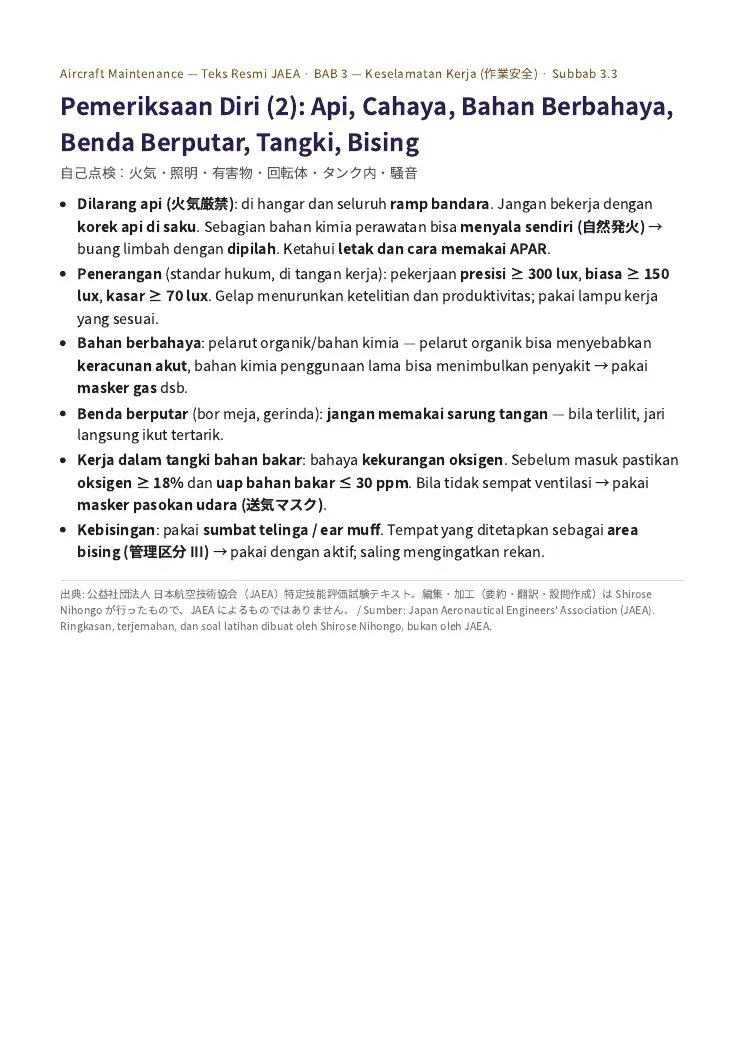 Aircraft Maintenance — Teks Resmi JAEA · BAB 3 — Keselamatan Kerja (作業安全) · Subbab 3.3
Pemeriksaan Diri (2): Api, Cahaya, Bahan Berbahaya,
Benda Berputar, Tangki, Bising
自己点検：火気・照明・有害物・回転体・タンク内・騒音
• Dilarang api (火気厳禁): di hangar dan seluruh ramp bandara. Jangan bekerja dengan
korek api di saku. Sebagian bahan kimia perawatan bisa menyala sendiri (自然発火) →
buang limbah dengan dipilah. Ketahui letak dan cara memakai APAR.
• Penerangan (standar hukum, di tangan kerja): pekerjaan presisi ≥ 300 lux, biasa ≥ 150
lux, kasar ≥ 70 lux. Gelap menurunkan ketelitian dan produktivitas; pakai lampu kerja
yang sesuai.
• Bahan berbahaya: pelarut organik/bahan kimia — pelarut organik bisa menyebabkan
keracunan akut, bahan kimia penggunaan lama bisa menimbulkan penyakit → pakai
masker gas dsb.
• Benda berputar (bor meja, gerinda): jangan memakai sarung tangan — bila terlilit, jari
langsung ikut tertarik.
• Kerja dalam tangki bahan bakar: bahaya kekurangan oksigen. Sebelum masuk pastikan
oksigen ≥ 18% dan uap bahan bakar ≤ 30 ppm. Bila tidak sempat ventilasi → pakai
masker pasokan udara (送気マスク).
• Kebisingan: pakai sumbat telinga / ear muff. Tempat yang ditetapkan sebagai area
bising (管理区分 III) → pakai dengan aktif; saling mengingatkan rekan.
出典: 公益社団法人 日本航空技術協会（JAEA）特定技能評価試験テキスト。編集・加工（要約・翻訳・設問作成）は Shirose
Nihongo が行ったもので、JAEA によるものではありません。 / Sumber: Japan Aeronautical Engineers' Association (JAEA).
Ringkasan, terjemahan, dan soal latihan dibuat oleh Shirose Nihongo, bukan oleh JAEA.